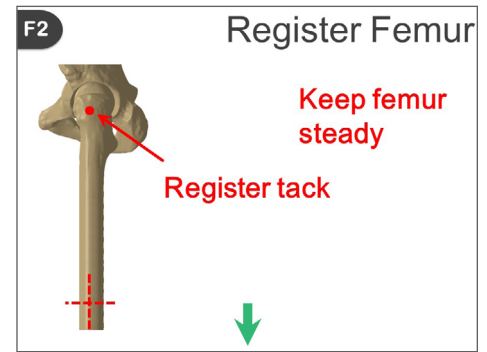 F2
Register Femur
Keep femur
steady
Register tack